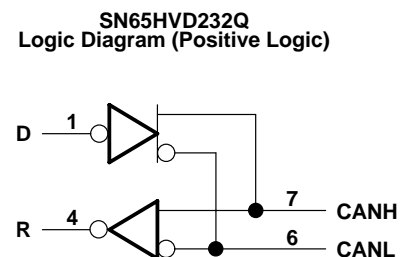 SN65HVD232Q
Logic Diagram (Positive Logic)
D 1
7 CANH
R 4
6 CANL